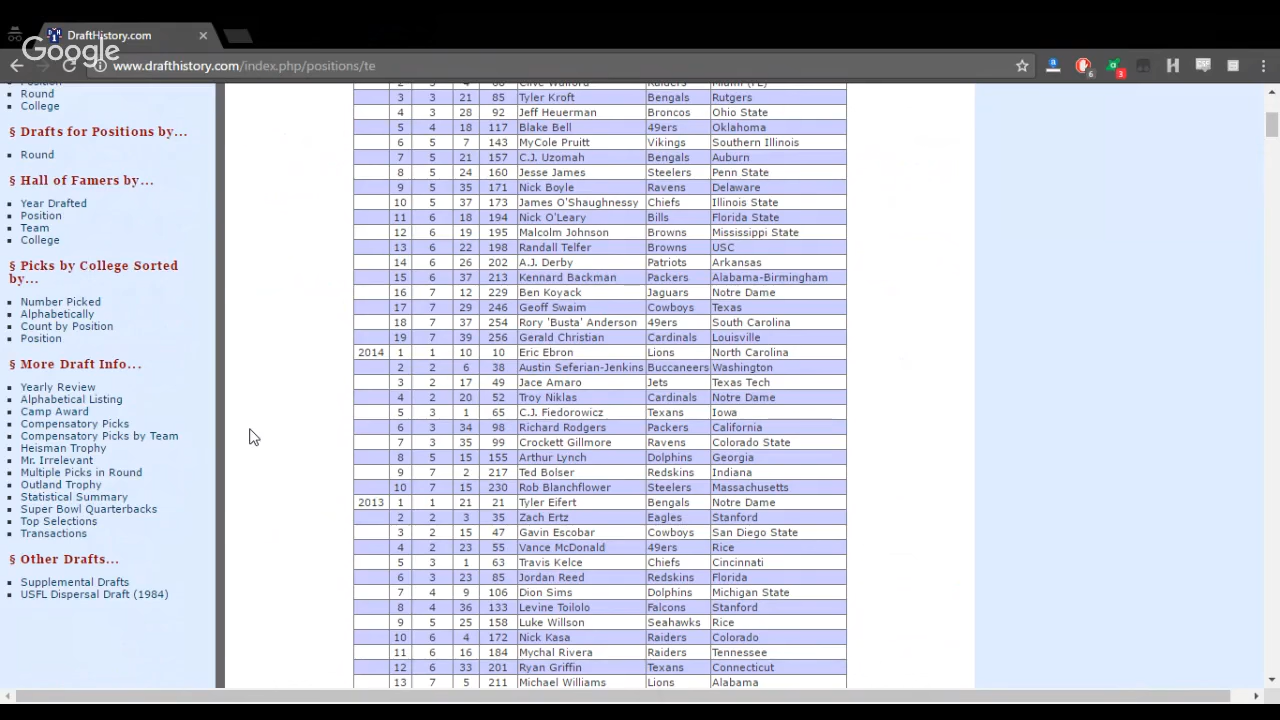 DraftHistory.com
Google
www.drafthistory.com/index.php/positions/te
6
3
Round
College
§ Drafts for Positions by...
Round
§ Hall of Famers by...
Year Drafted
Position
Team
College
§ Picks by College Sorted
by...
Number Picked
Alphabetically
Count by Position
Position
§ More Draft Info...
Yearly Review
Alphabetical Listing
Camp Award
Compensatory Picks
Compensatory Picks by Team
Heisman Trophy
Mr. Irrelevant
Multiple Picks in Round
Outland Trophy
Statistical Summary
Super Bowl Quarterbacks
Top Selections
Transactions
§ Other Drafts...
Supplemental Drafts
USFL Dispersal Draft (1984)
3 3 21 85 Tyler Kroft Bengals Rutgers
4 3 28 92 Jeff Heuerman Broncos Ohio State
5 4 18 117 Blake Bell 49ers Oklahoma
6 5 7 143 MyCole Pruitt Vikings Southern Illinois
7 5 21 157 C.J. Uzomah Bengals Auburn
8 5 24 160 Jesse James Steelers Penn State
9 5 35 171 Nick Boyle Ravens Delaware
10 5 37 173 James O'Shaughnessy Chiefs Illinois State
11 6 18 194 Nick O'Leary Bills Florida State
12 6 19 195 Malcolm Johnson Browns Mississippi State
13 6 22 198 Randall Telfer Browns USC
14 6 26 202 A.J. Derby Patriots Arkansas
15 6 37 213 Kennard Backman Packers Alabama-Birmingham
16 7 12 229 Ben Koyack Jaguars Notre Dame
17 7 29 246 Geoff Swaim Cowboys Texas
18 7 37 254 Rory 'Busta' Anderson 49ers South Carolina
19 7 39 256 Gerald Christian Cardinals Louisville
2014 1 1 10 10 Eric Ebron Lions North Carolina
2 2 6 38 Austin Seferian-Jenkins Buccaneers Washington
3 2 17 49 Jace Amaro Jets Texas Tech
4 2 20 52 Troy Niklas Cardinals Notre Dame
5 3 1 65 C.J. Fiedorowicz Texans Iowa
6 3 34 98 Richard Rodgers Packers California
7 3 35 99 Crockett Gillmore Ravens Colorado State
8 5 15 155 Arthur Lynch Dolphins Georgia
9 7 2 217 Ted Bolser Redskins Indiana
10 7 15 230 Rob Blanchflower Steelers Massachusetts
2013 1 1 21 21 Tyler Eifert Bengals Notre Dame
2 2 3 35 Zach Ertz Eagles Stanford
3 2 15 47 Gavin Escobar Cowboys San Diego State
4 2 23 55 Vance McDonald 49ers Rice
5 3 1 63 Travis Kelce Chiefs Cincinnati
6 3 23 85 Jordan Reed Redskins Florida
7 4 9 106 Dion Sims Dolphins Michigan State
8 4 36 133 Levine Toilolo Falcons Stanford
9 5 25 158 Luke Willson Seahawks Rice
10 6 4 172 Nick Kasa Raiders Colorado
11 6 16 184 Mychal Rivera Raiders Tennessee
12 6 33 201 Ryan Griffin Texans Connecticut
13 7 5 211 Michael Williams Lions Alabama